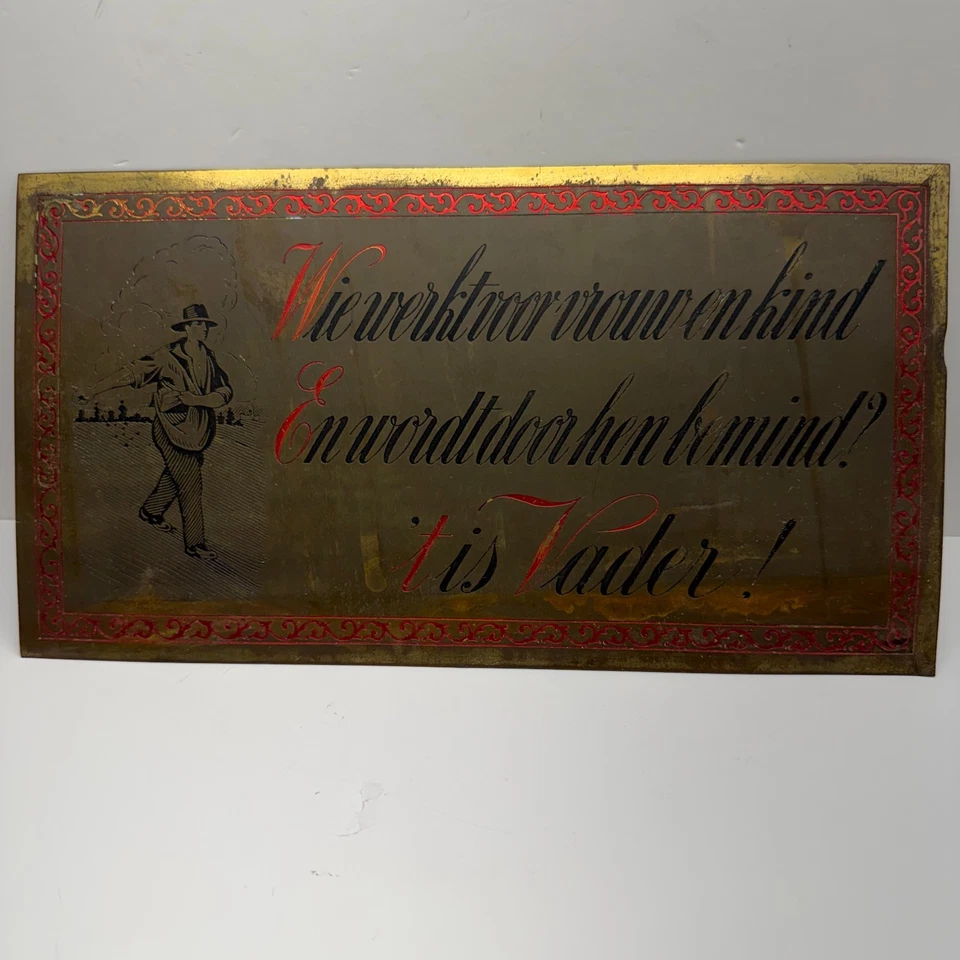 Wie werkt voor vrouw en kind
En wordt door hen bemind?
't is Vader!